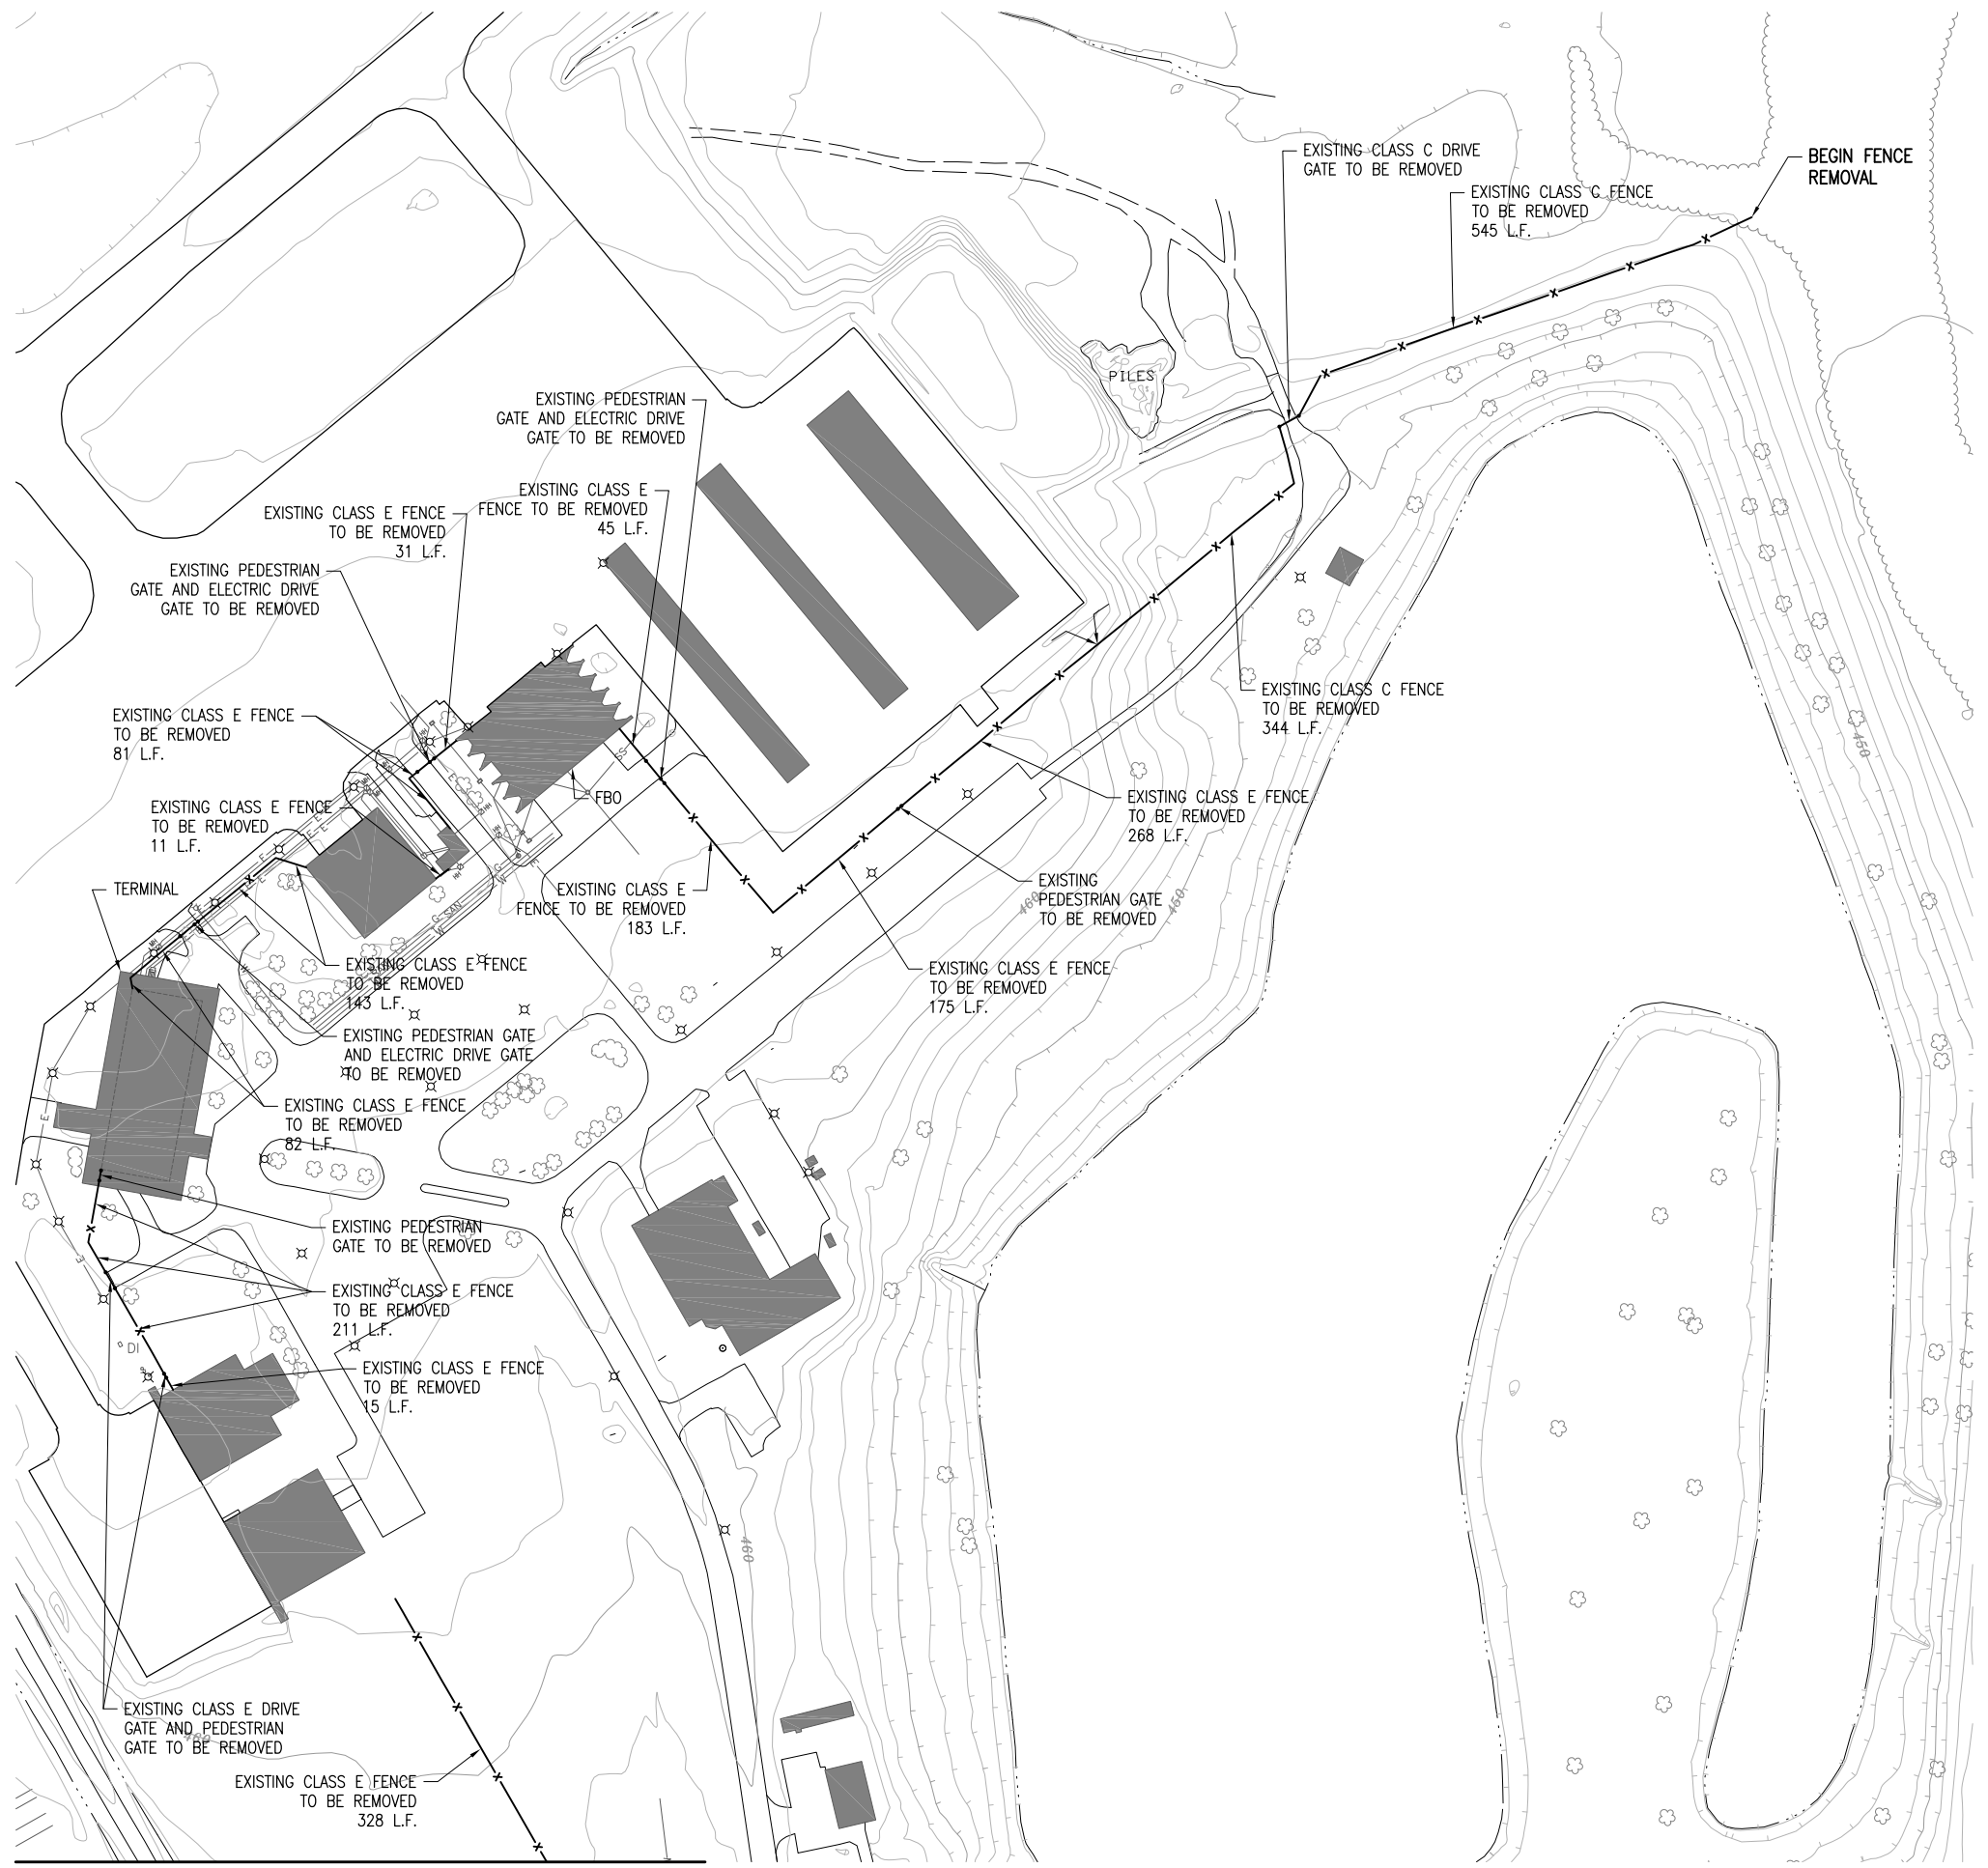 EXISTING CLASS C DRIVE
GATE TO BE REMOVED
BEGIN FENCE
REMOVAL
EXISTING CLASS C FENCE
TO BE REMOVED
545 L.F.
PILES
EXISTING PEDESTRIAN
GATE AND ELECTRIC DRIVE
GATE TO BE REMOVED
EXISTING CLASS E
FENCE TO BE REMOVED
45 L.F.
EXISTING CLASS E FENCE
TO BE REMOVED
31 L.F.
EXISTING PEDESTRIAN
GATE AND ELECTRIC DRIVE
GATE TO BE REMOVED
EXISTING CLASS C FENCE
TO BE REMOVED
344 L.F.
EXISTING CLASS E FENCE
TO BE REMOVED
81 L.F.
450
SS
FBO
EXISTING CLASS E FENCE
TO BE REMOVED
268 L.F.
EXISTING CLASS E FENCE
TO BE REMOVED
11 L.F.
EXISTING
PEDESTRIAN GATE
TO BE REMOVED
460
450
TERMINAL
EXISTING CLASS E
FENCE TO BE REMOVED
183 L.F.
SAN
EXISTING CLASS E FENCE
TO BE REMOVED
175 L.F.
EXISTING CLASS E FENCE
TO BE REMOVED
143 L.F.
EXISTING PEDESTRIAN GATE
AND ELECTRIC DRIVE GATE
TO BE REMOVED
EXISTING CLASS E FENCE
TO BE REMOVED
82 L.F.
EXISTING PEDESTRIAN
GATE TO BE REMOVED
EXISTING CLASS E FENCE
TO BE REMOVED
211 L.F.
DI
EXISTING CLASS E FENCE
TO BE REMOVED
15 L.F.
460
EXISTING CLASS E DRIVE
GATE AND PEDESTRIAN
GATE TO BE REMOVED
460
EXISTING CLASS E FENCE
TO BE REMOVED
328 L.F.